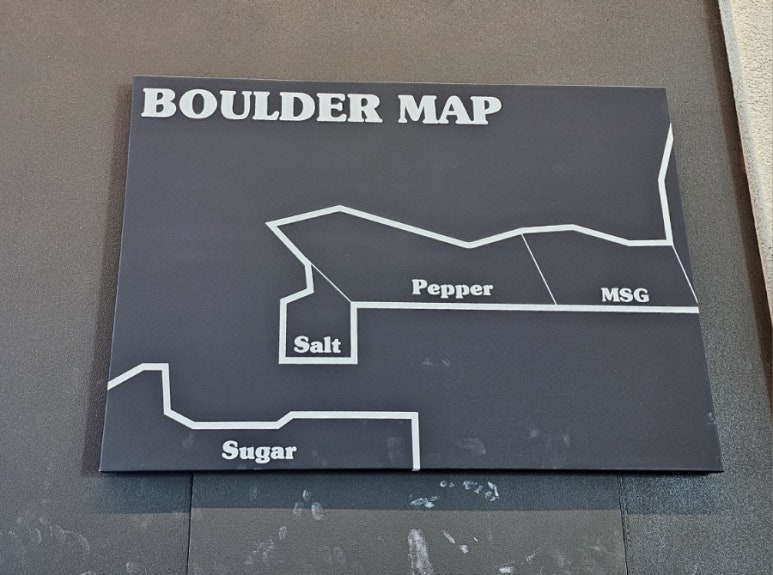 BOULDER MAP
Pepper
MSG
Salt
Sugar